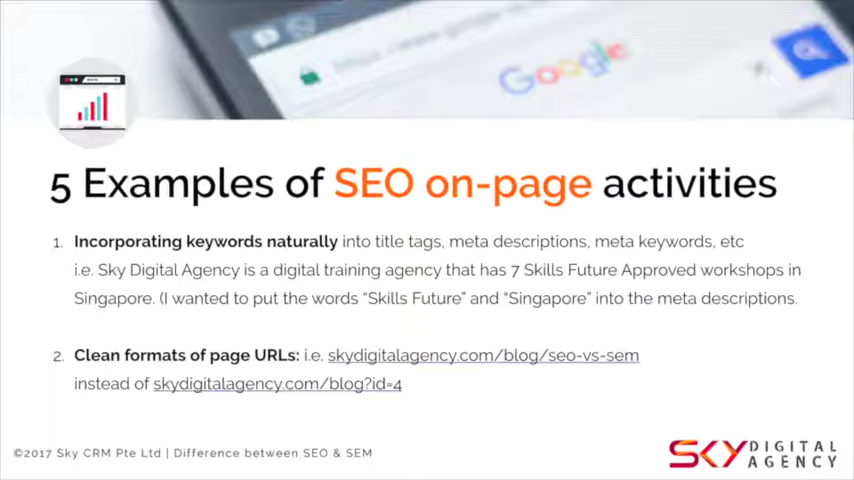 Google
5 Examples of SEO on-page activities
1. Incorporating keywords naturally into title tags, meta descriptions, meta keywords, etc
i.e. Sky Digital Agency is a digital training agency that has 7 Skills Future Approved workshops in
Singapore. (I wanted to put the words “Skills Future” and “Singapore” into the meta descriptions.
2. Clean formats of page URLs: i.e. skydigitalagency.com/blog/seo-vs-sem
instead of skydigitalagency.com/blog?id=4
©2017 Sky CRM Pte Ltd | Difference between SEO & SEM
SKY DIGITAL
AGENCY